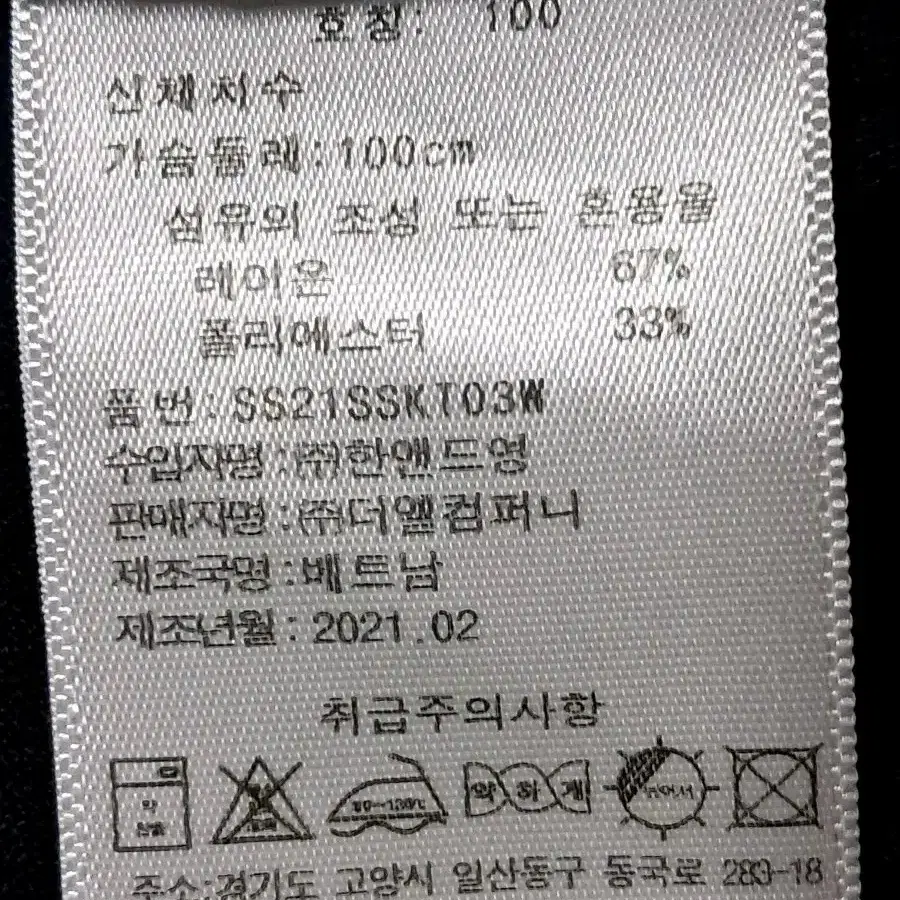 호칭: 100
신체치수
가슴둘레:100cm
섬유의 조성 또는 혼용율
레이온 67%
폴리에스터 33%
품번:SS21SSKT03W
수입자명:㈜한앤드영
판매자명:㈜더앨컴퍼니
제조국명:베트남
제조년월:2021.02
취급주의사항
약 80~130℃ 약하게 뉘어서
주소:경기도 고양시 일산동구 동국로 283-18